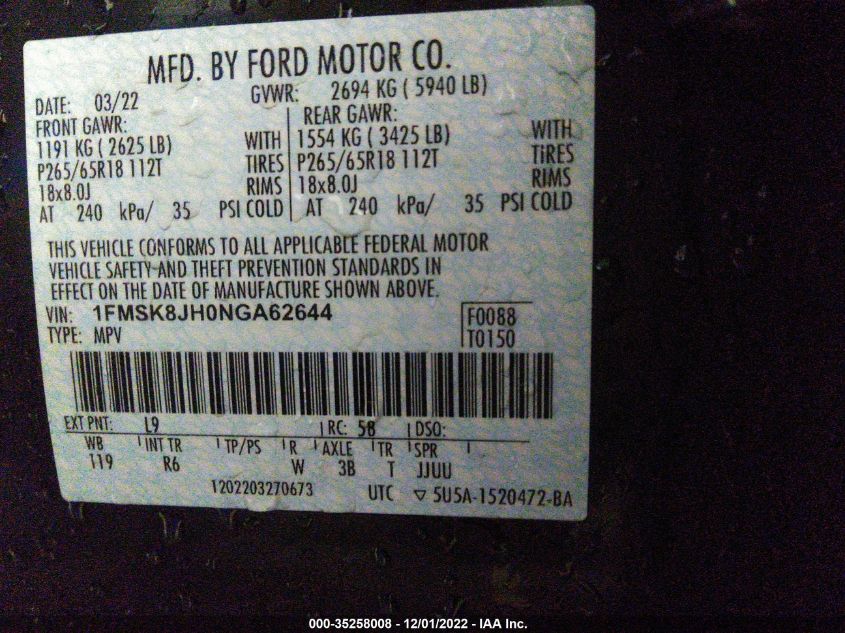 MFD. BY FORD MOTOR CO.
DATE: 03/22 GVWR: 2694 KG ( 5940 LB)
FRONT GAWR: REAR GAWR:
1191 KG ( 2625 LB) WITH 1554 KG ( 3425 LB) WITH
P265/65R18 112T TIRES P265/65R18 112T TIRES
18x8.0J RIMS 18x8.0J RIMS
AT 240 kPa/ 35 PSI COLD AT 240 kPa/ 35 PSI COLD
THIS VEHICLE CONFORMS TO ALL APPLICABLE FEDERAL MOTOR
VEHICLE SAFETY AND THEFT PREVENTION STANDARDS IN
EFFECT ON THE DATE OF MANUFACTURE SHOWN ABOVE.
VIN: 1FMSK8JH0NGA62644 F0088
TYPE: MPV T0150
EXT PNT: L9 RC: 58 DSO:
WB INT TR TP/PS R AXLE TR SPR
119 R6 W 3B T JJUU
1202203270673 UTC ▽ 5U5A-1520472-BA
000-35258008 - 12/01/2022 - IAA Inc.